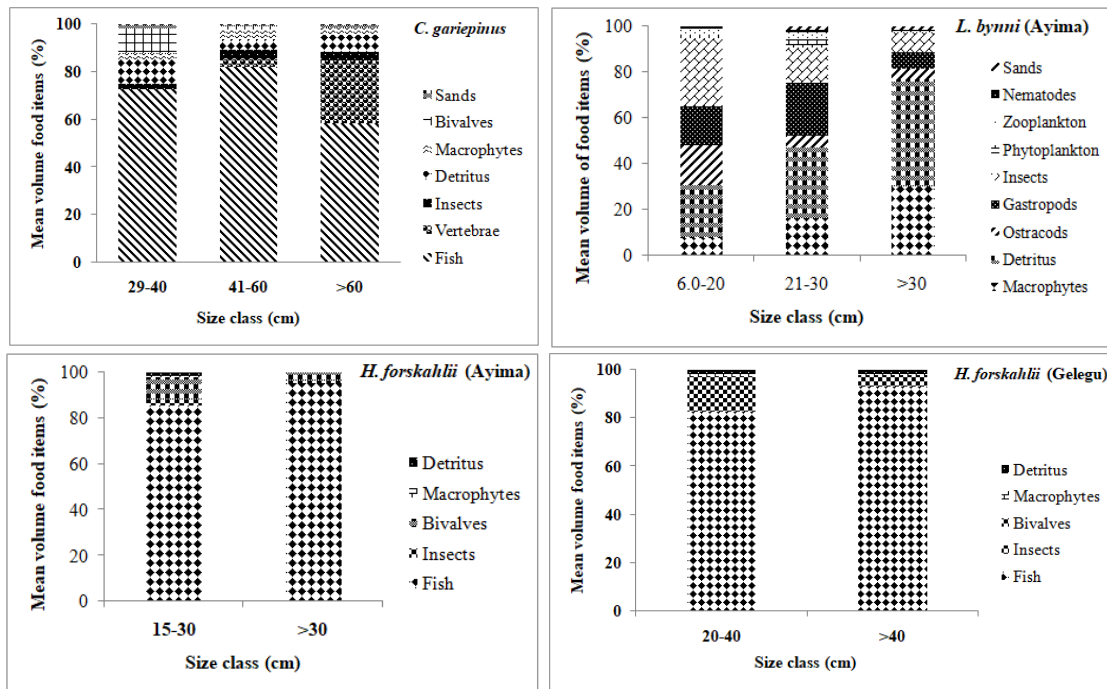 C. gariepinus
Mean volume food items (%)
100
80
60
40
20
0
29-40
41-60
>60
Size class (cm)
Sands
Bivalves
Macrophytes
Detritus
Insects
Vertebrae
Fish
L. bynni (Ayima)
Mean volume of food items (%)
100
80
60
40
20
0
6.0-20
21-30
>30
Size class (cm)
Sands
Nematodes
Zooplankton
Phytoplankton
Insects
Gastropods
Ostracods
Detritus
Macrophytes
H. forskahlii (Ayima)
Mean volume food items (%)
100
80
60
40
20
0
15-30
>30
Size class (cm)
Detritus
Macrophytes
Bivalves
Insects
Fish
H. forskahlii (Gelegu)
Mean volume food items (%)
100
80
60
40
20
0
20-40
>40
Size class (cm)
Detritus
Macrophytes
Bivalves
Insects
Fish